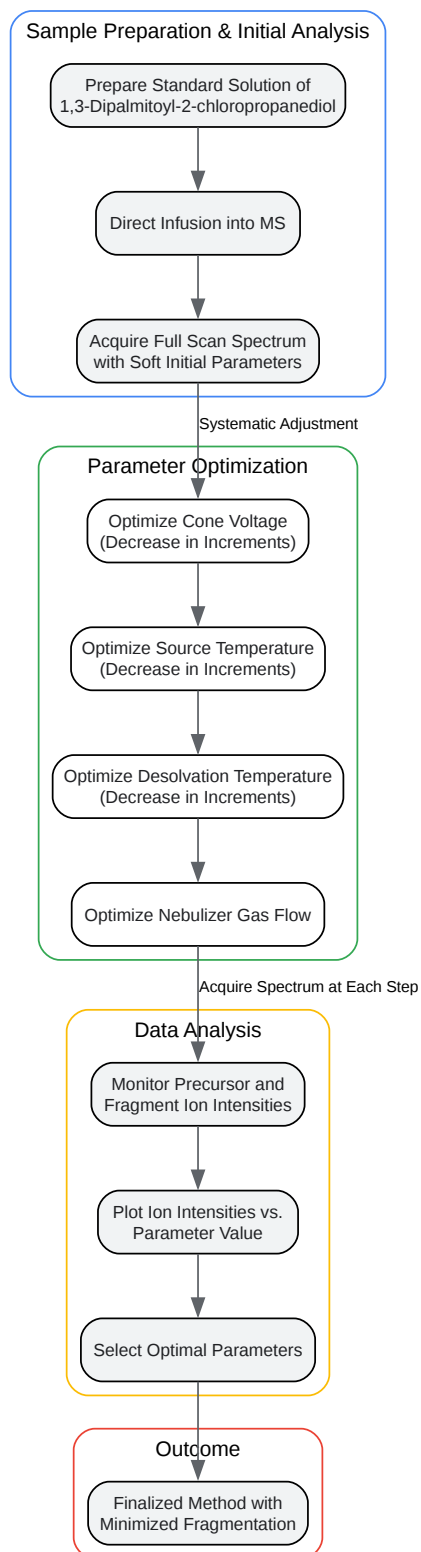 Sample Preparation & Initial Analysis
Prepare Standard Solution of
1,3-Dipalmitoyl-2-chloropropanediol
Direct Infusion into MS
Acquire Full Scan Spectrum
with Soft Initial Parameters
Systematic Adjustment
Parameter Optimization
Optimize Cone Voltage
(Decrease in Increments)
Optimize Source Temperature
(Decrease in Increments)
Optimize Desolvation Temperature
(Decrease in Increments)
Optimize Nebulizer Gas Flow
Acquire Spectrum at Each Step
Data Analysis
Monitor Precursor and
Fragment Ion Intensities
Plot Ion Intensities vs.
Parameter Value
Select Optimal Parameters
Outcome
Finalized Method with
Minimized Fragmentation